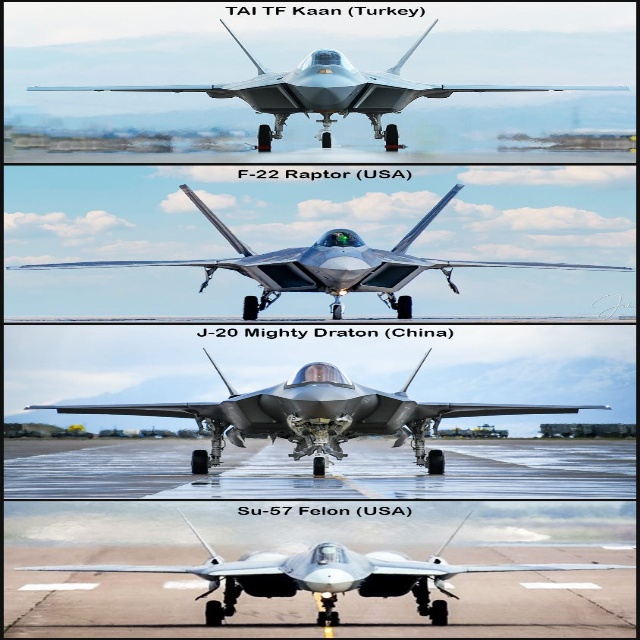 TAI TF Kaan (Turkey)
F-22 Raptor (USA)
J-20 Mighty Draton (China)
Su-57 Felon (USA)